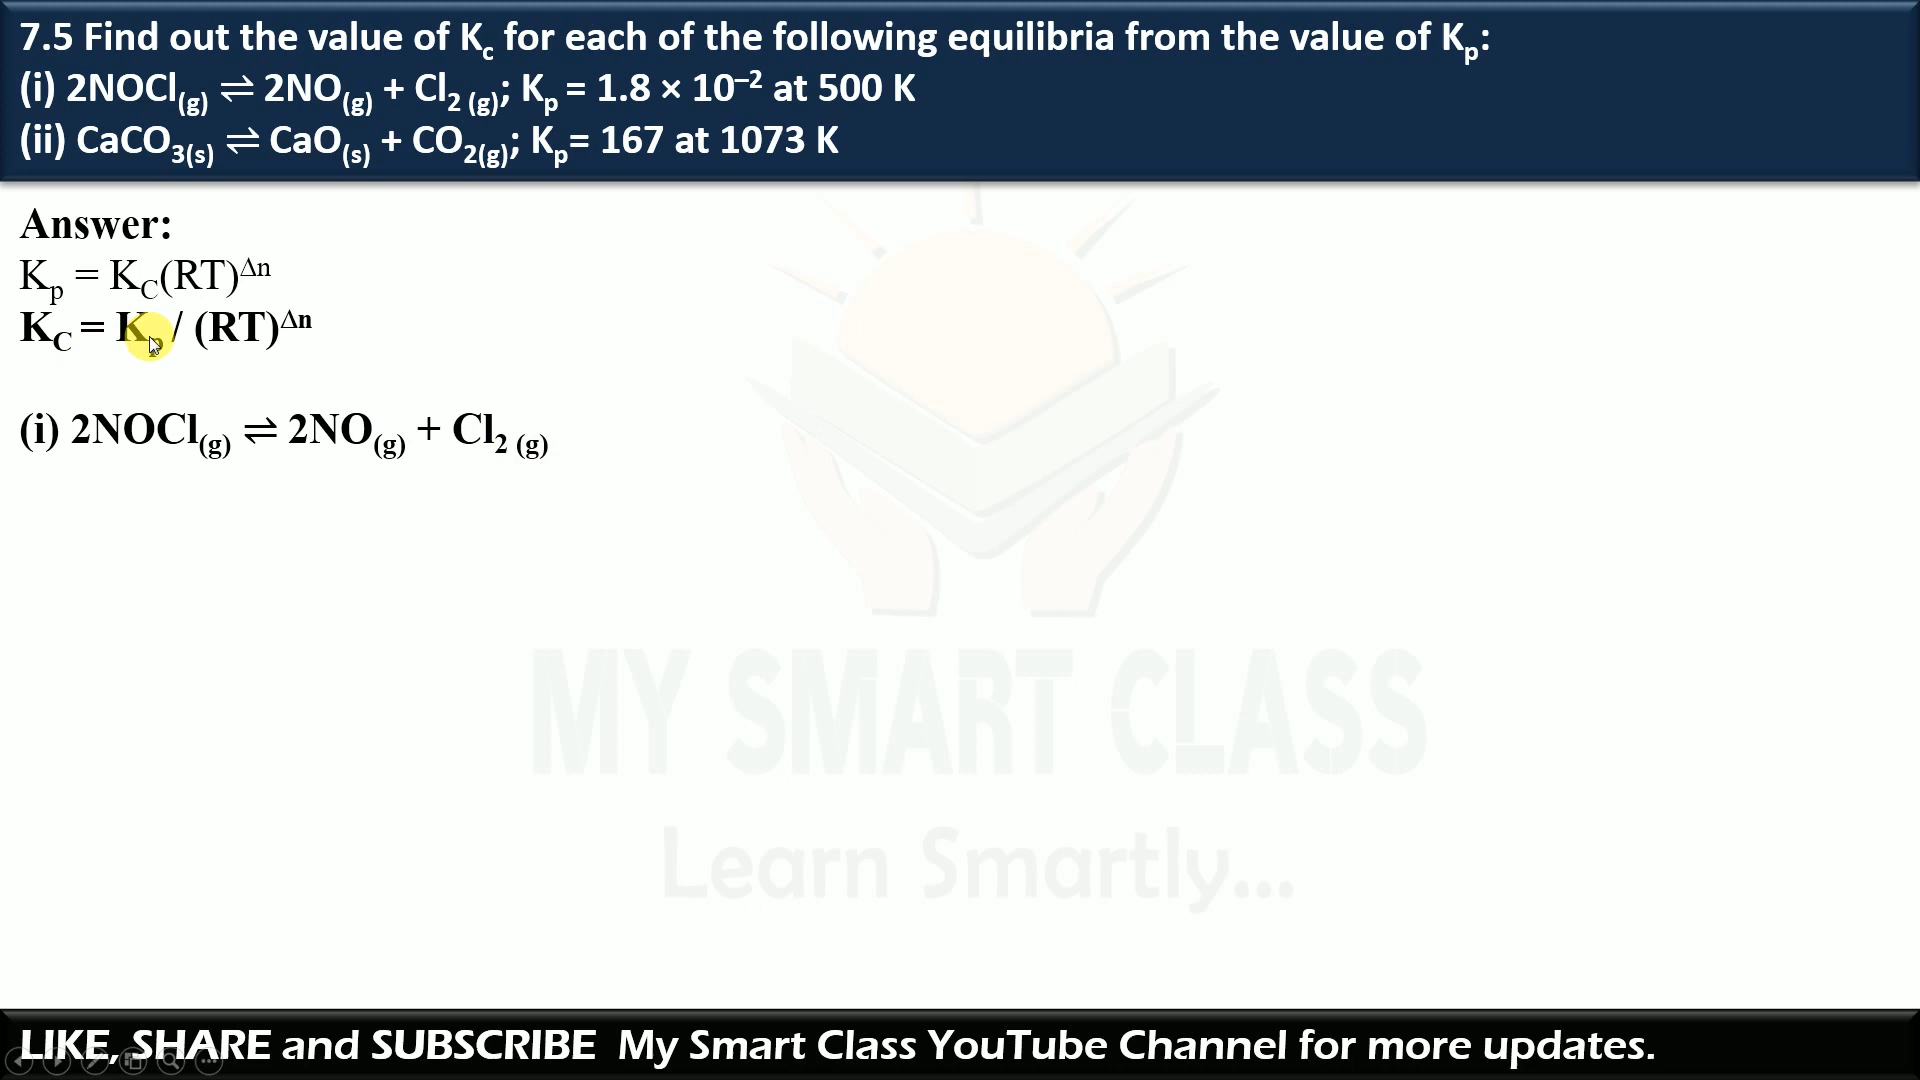 7.5 Find out the value of Kc for each of the following equilibria from the value of Kp:
(i) 2NOCl(g) ⇌ 2NO(g) + Cl2 (g); Kp = 1.8 × 10–2 at 500 K
(ii) CaCO3(s) ⇌ CaO(s) + CO2(g); Kp= 167 at 1073 K
Answer:
Kp = KC(RT)Δn
KC = Kp / (RT)Δn
(i) 2NOCl(g) ⇌ 2NO(g) + Cl2 (g)
MY SMART CLASS
Learn Smartly...
LIKE, SHARE and SUBSCRIBE My Smart Class YouTube Channel for more updates.